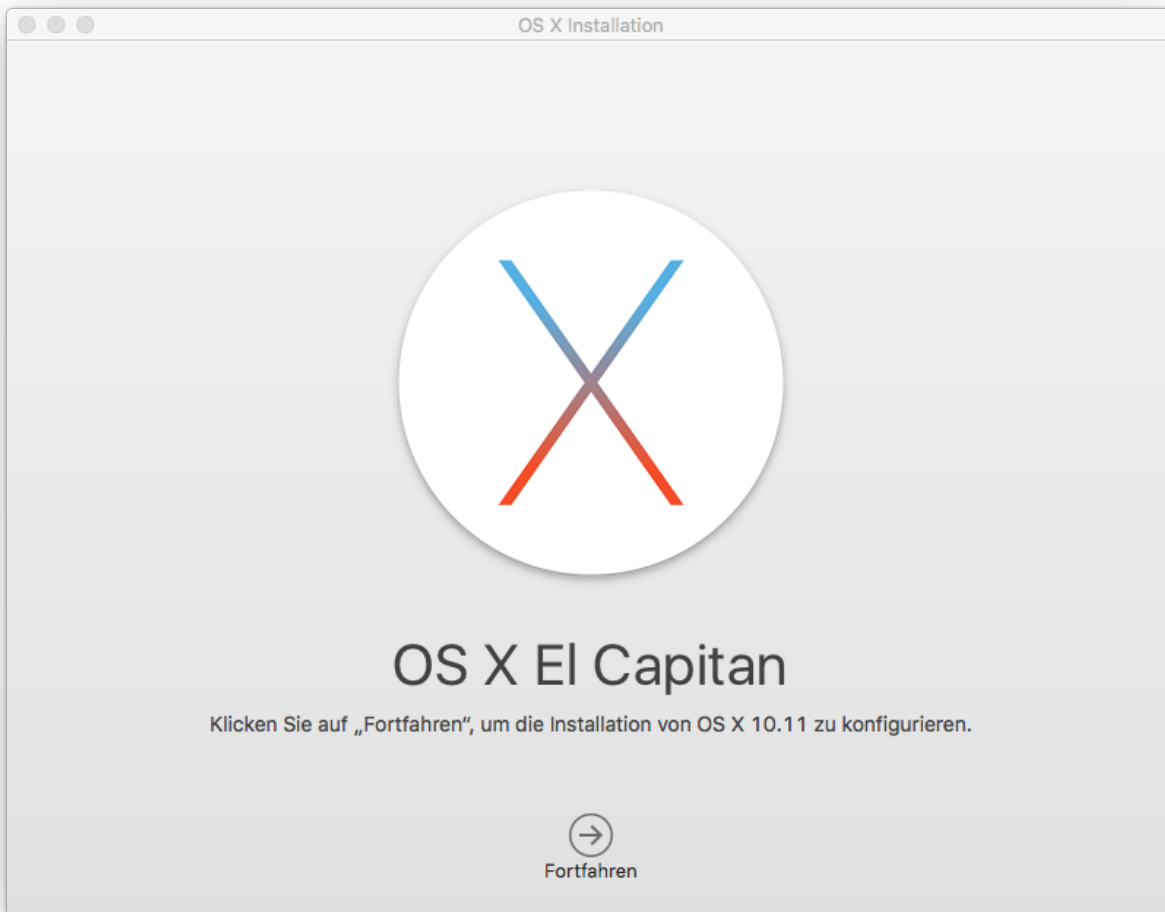 OS X Installation
OS X El Capitan
Klicken Sie auf „Fortfahren“, um die Installation von OS X 10.11 zu konfigurieren.
Fortfahren